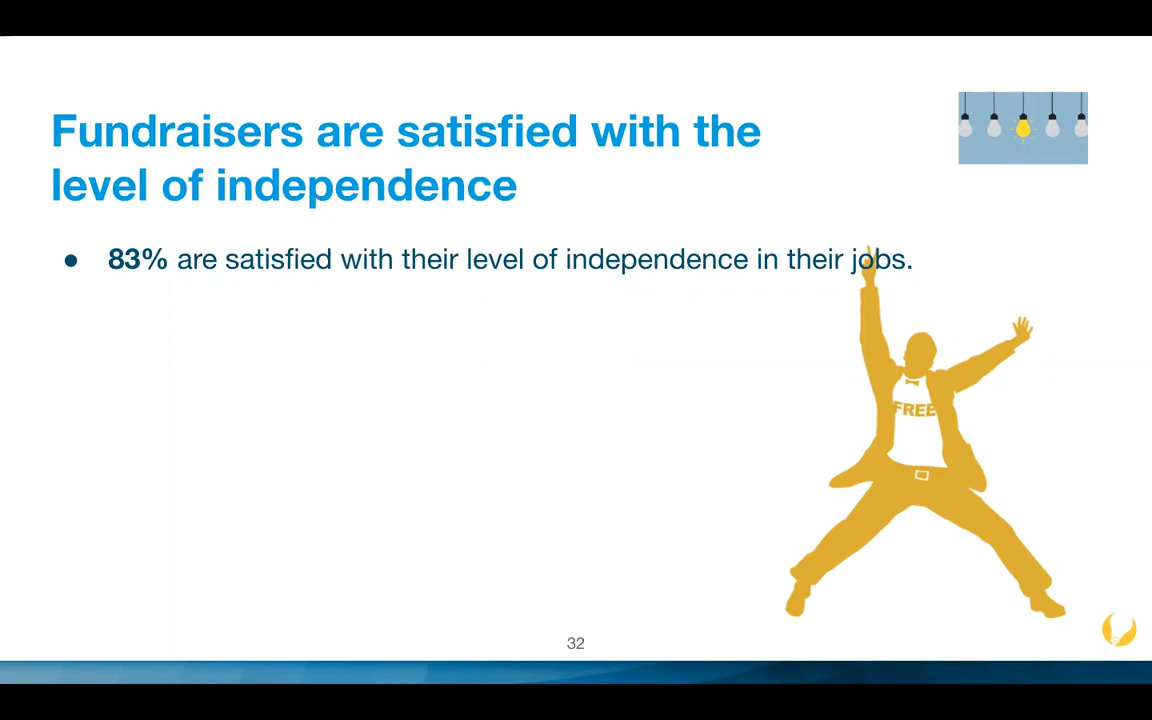 Fundraisers are satisfied with the
level of independence
● 83% are satisfied with their level of independence in their jobs.
FREE
32